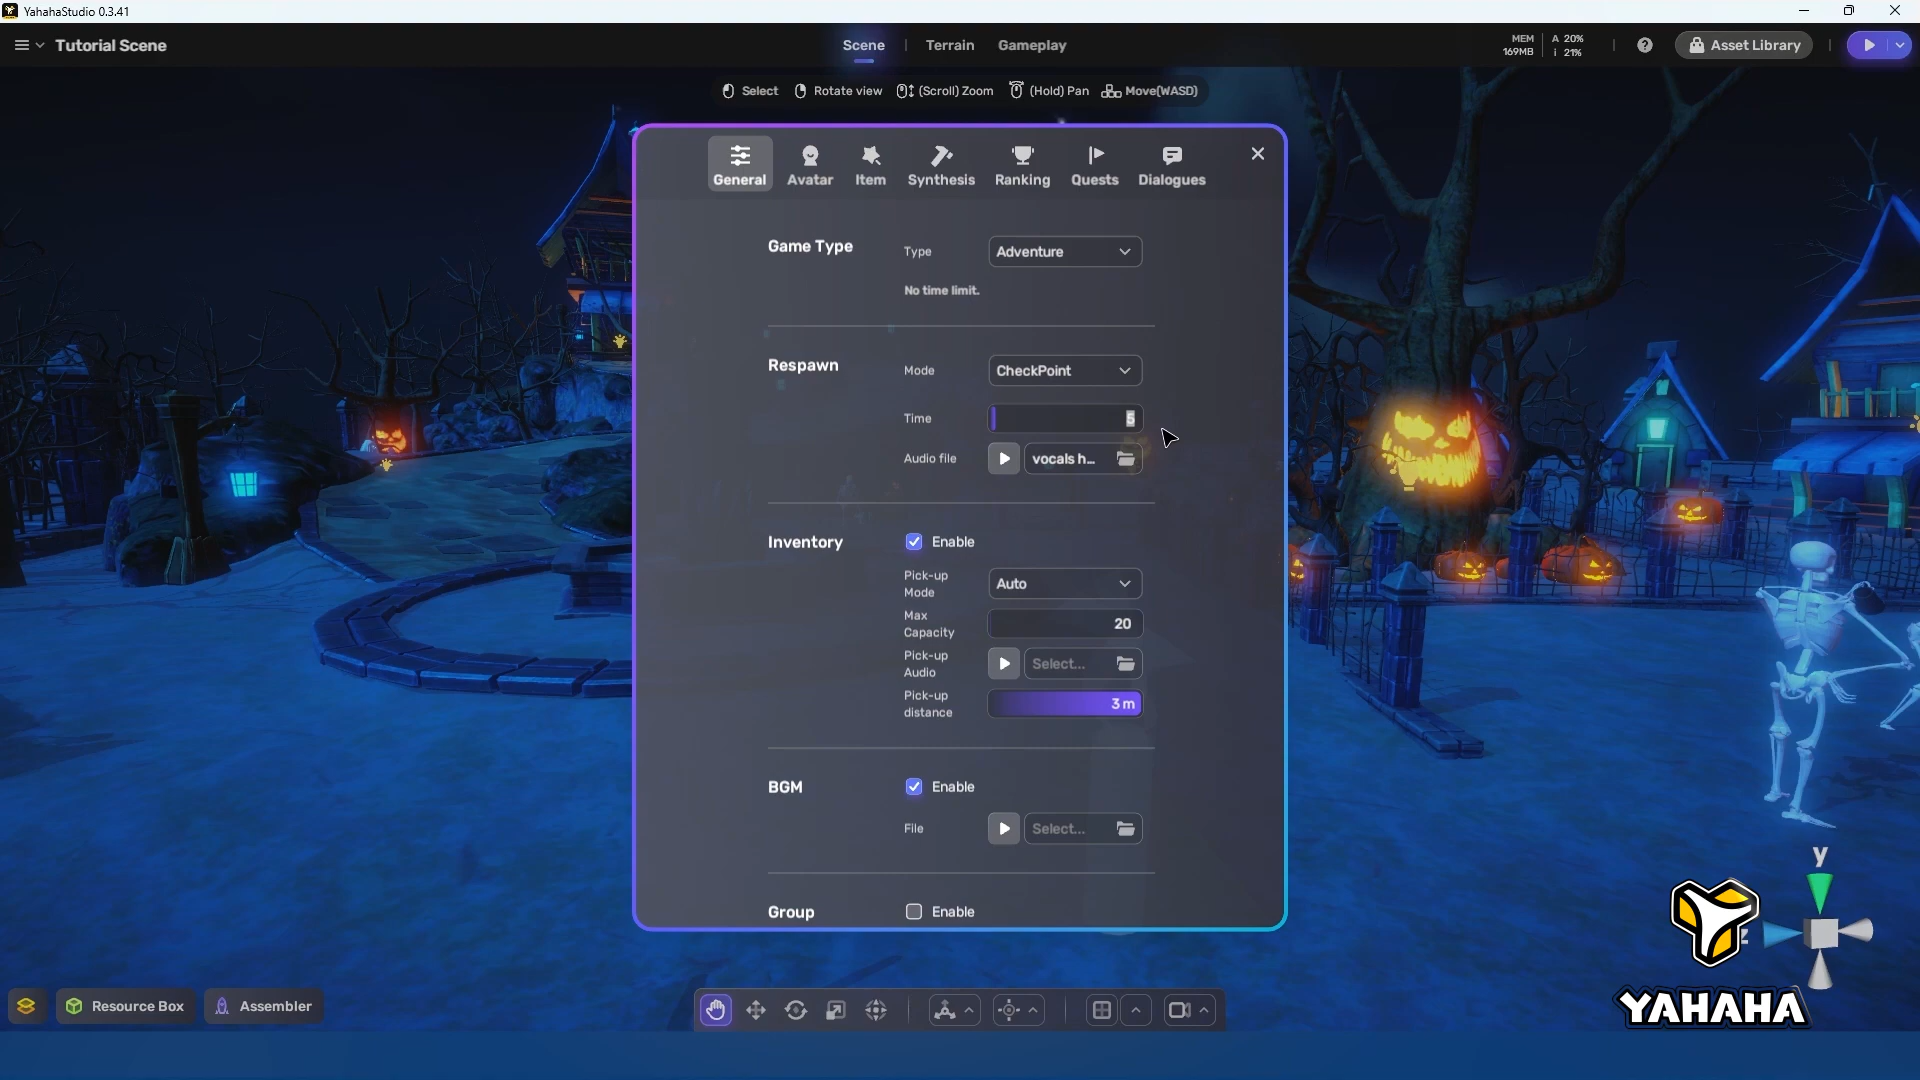 YahahaStudio 0.3.41
Tutorial Scene
Scene
Terrain
Gameplay
MEM
169MB
A 20%
i 21%
?
Asset Library
Select
Rotate view
(Scroll) Zoom
(Hold) Pan
Move(WASD)
General
Avatar
Item
Synthesis
Ranking
Quests
Dialogues
Game Type
Type
Adventure
No time limit.
Respawn
Mode
CheckPoint
Time
5
Audio file
vocals h...
Inventory
Enable
Pick-up
Mode
Auto
Max
Capacity
20
Pick-up
Audio
Select...
Pick-up
distance
3 m
BGM
Enable
File
Select...
Group
Enable
y
z
YAHAHA
Resource Box
Assembler